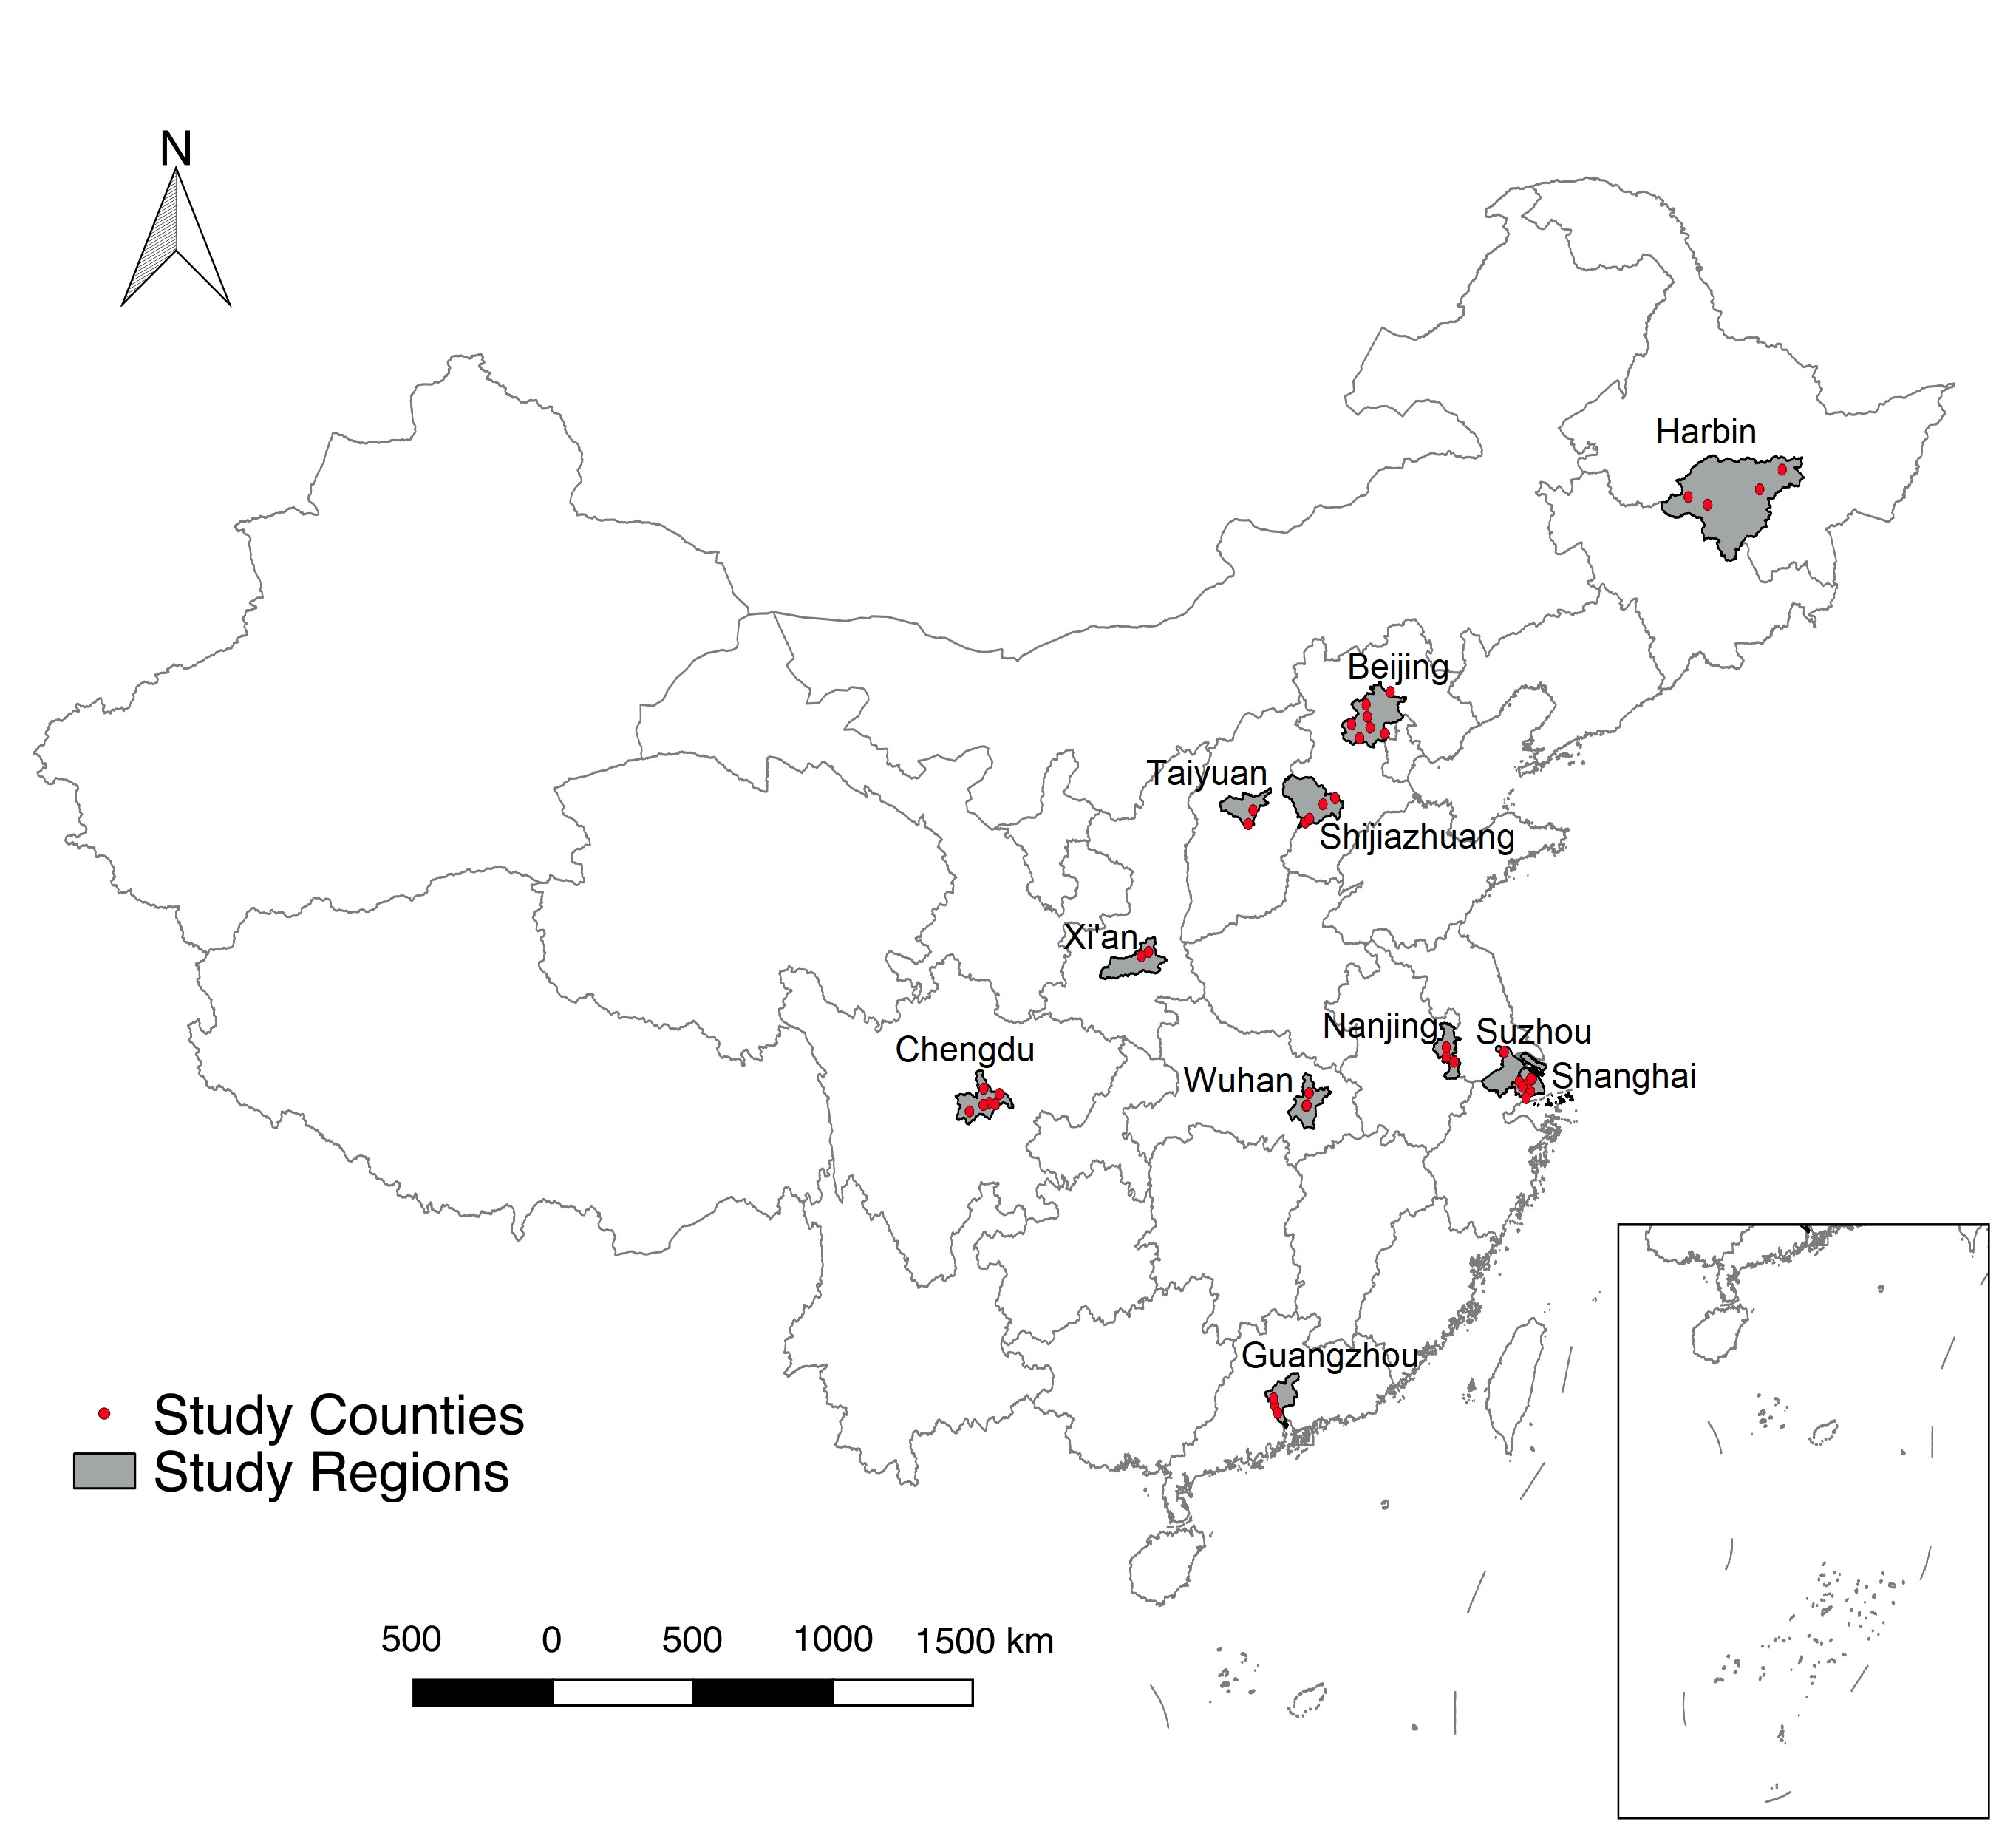 N
Harbin
Beijing
Taiyuan
Shijiazhuang
Xi'an
Nanjing
Suzhou
Chengdu
Wuhan
Shanghai
Guangzhou
Study Counties
Study Regions
500 0 500 1000 1500 km